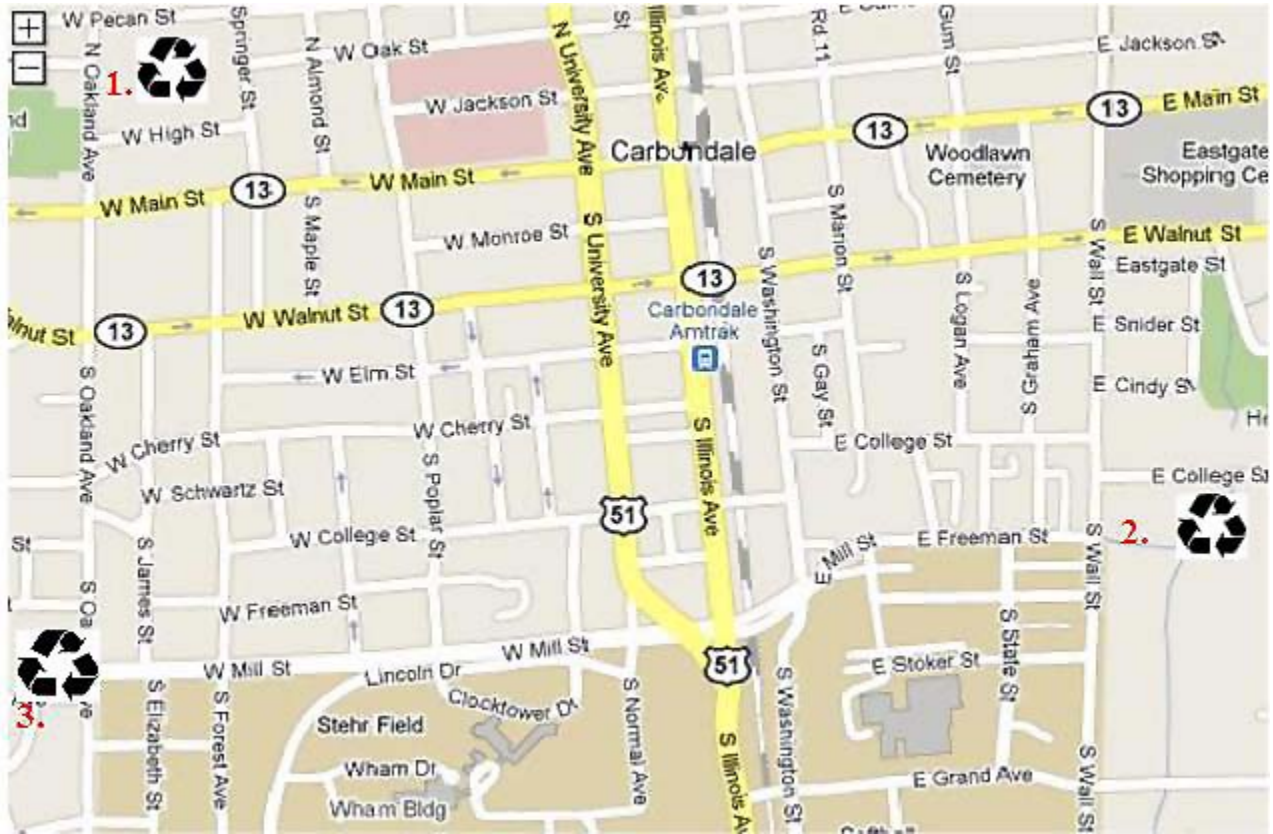 W Pecan St
+
−
N Oakland Ave
1.
Springer St
N Almond St
W Oak St
N University Ave
St
Illinois Ave
Rd 11
Gum St
E Jackson St
W Jackson St
W High St
13
E Main St
13
Carbondale
Woodlawn
Cemetery
Eastgate
Shopping Ce
13
W Main St
W Main St
S Maple St
W Monroe St
S University Ave
S Marion St
S Washington St
S Wall St
E Walnut St
Eastgate St
13
Carbondale
Amtrak
13
W Walnut St
13
alnut St
S Logan Ave
S Graham Ave
E Snider St
S Oakland Ave
W Elm St
S Gay St
E Cindy St
W Cherry St
W Cherry St
S Illinois Ave
E College St
E College St
W Schwartz St
S Poplar St
51
W College St
2.
E Freeman St
Mill St
E
S Wall St
St
S James St
S Oa
W Freeman St
S State St
W Mill St
W Mill St
Lincoln Dr
51
E Stoker St
3.
S Elizabeth St
S Forest Ave
Clocktower Dr
S Normal Ave
S Washington St
Stehr Field
Wham Dr
Wham Bldg
S Illinois Av
E Grand Ave
S Wall St